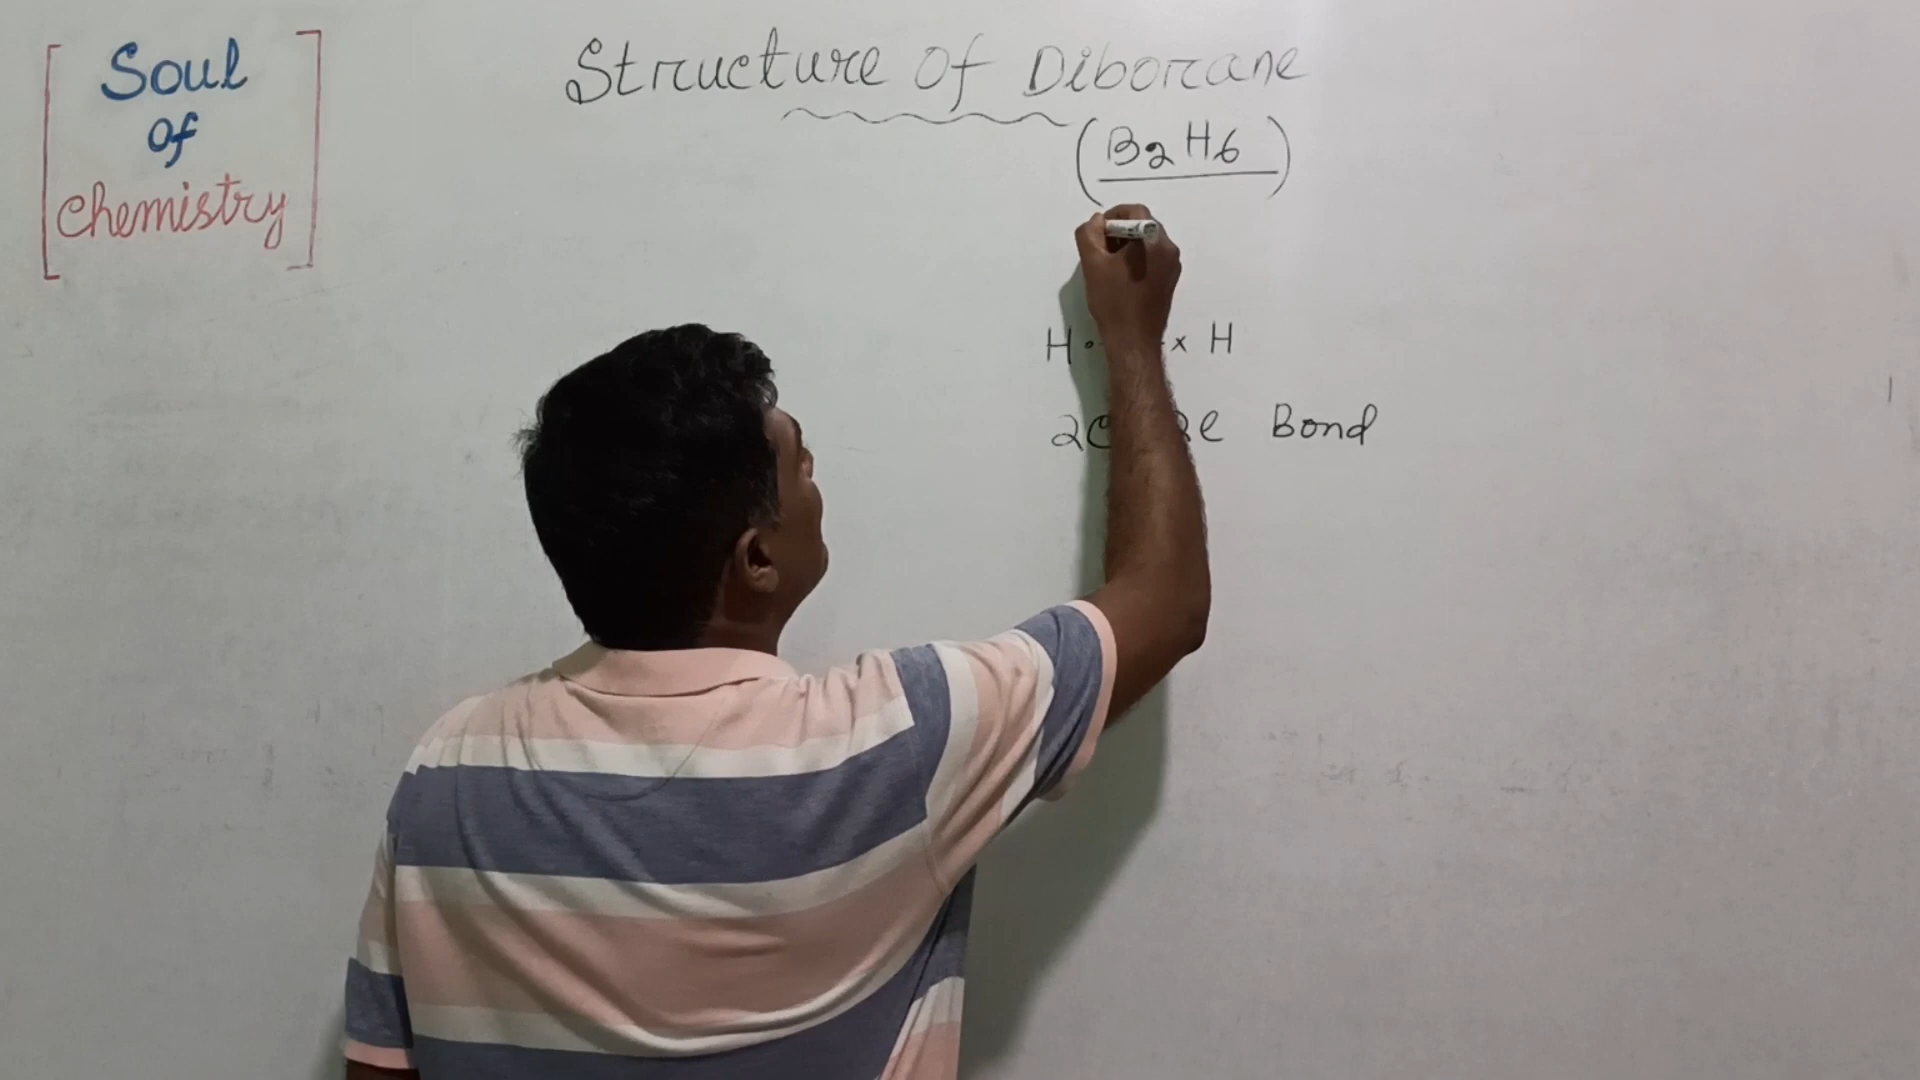 Soul
of
chemistry
Structure of Diborane
(B2H6)
H • x H
2c 2e Bond